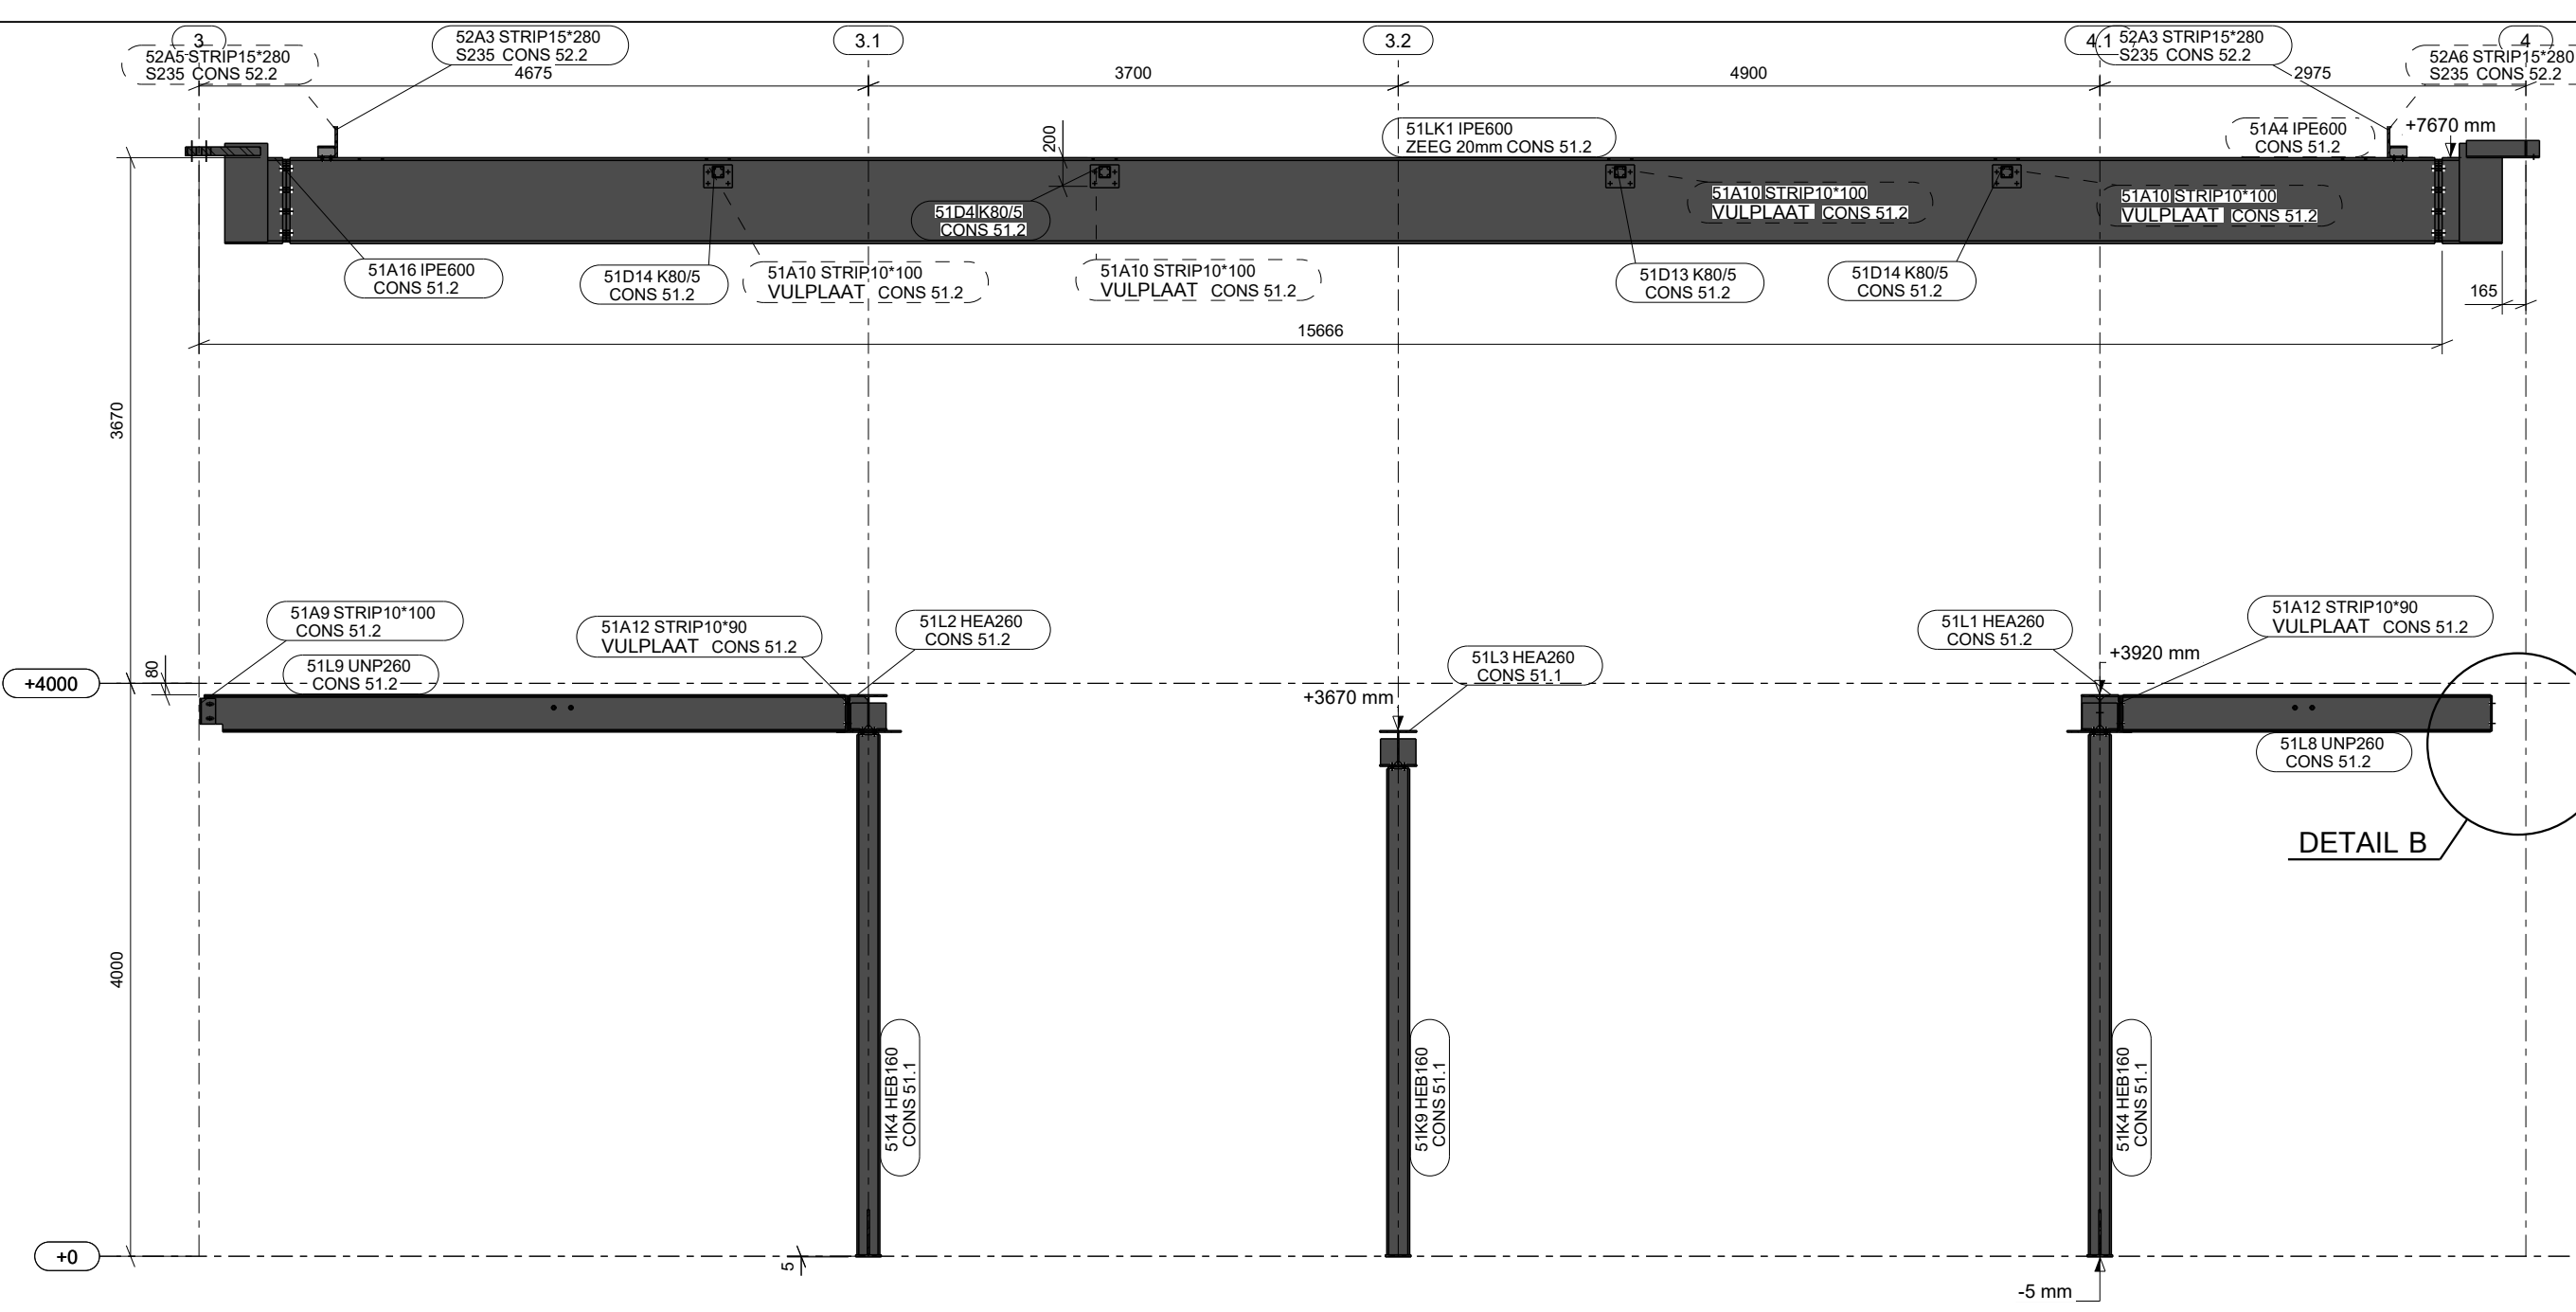 3
3.1
3.2
4.1
4
52A5 STRIP15*280
S235 CONS 52.2
52A3 STRIP15*280
S235 CONS 52.2
52A3 STRIP15*280
S235 CONS 52.2
52A6 STRIP15*280
S235 CONS 52.2
4675
3700
4900
2975
200
51LK1 IPE600
ZEEG 20mm CONS 51.2
51A4 IPE600
CONS 51.2
+7670 mm
51D4 K80/5
CONS 51.2
51A10 STRIP10*100
VULPLAAT CONS 51.2
51A10 STRIP10*100
VULPLAAT CONS 51.2
51A16 IPE600
CONS 51.2
51D14 K80/5
CONS 51.2
51A10 STRIP10*100
VULPLAAT CONS 51.2
51A10 STRIP10*100
VULPLAAT CONS 51.2
51D13 K80/5
CONS 51.2
51D14 K80/5
CONS 51.2
165
15666
3670
51A9 STRIP10*100
CONS 51.2
51A12 STRIP10*90
VULPLAAT CONS 51.2
51L2 HEA260
CONS 51.2
51L1 HEA260
CONS 51.2
51A12 STRIP10*90
VULPLAAT CONS 51.2
+4000
80
51L9 UNP260
CONS 51.2
51L3 HEA260
CONS 51.1
+3670 mm
+3920 mm
51L8 UNP260
CONS 51.2
DETAIL B
4000
51K4 HEB160
CONS 51.1
51K9 HEB160
CONS 51.1
51K4 HEB160
CONS 51.1
+0
5
-5 mm